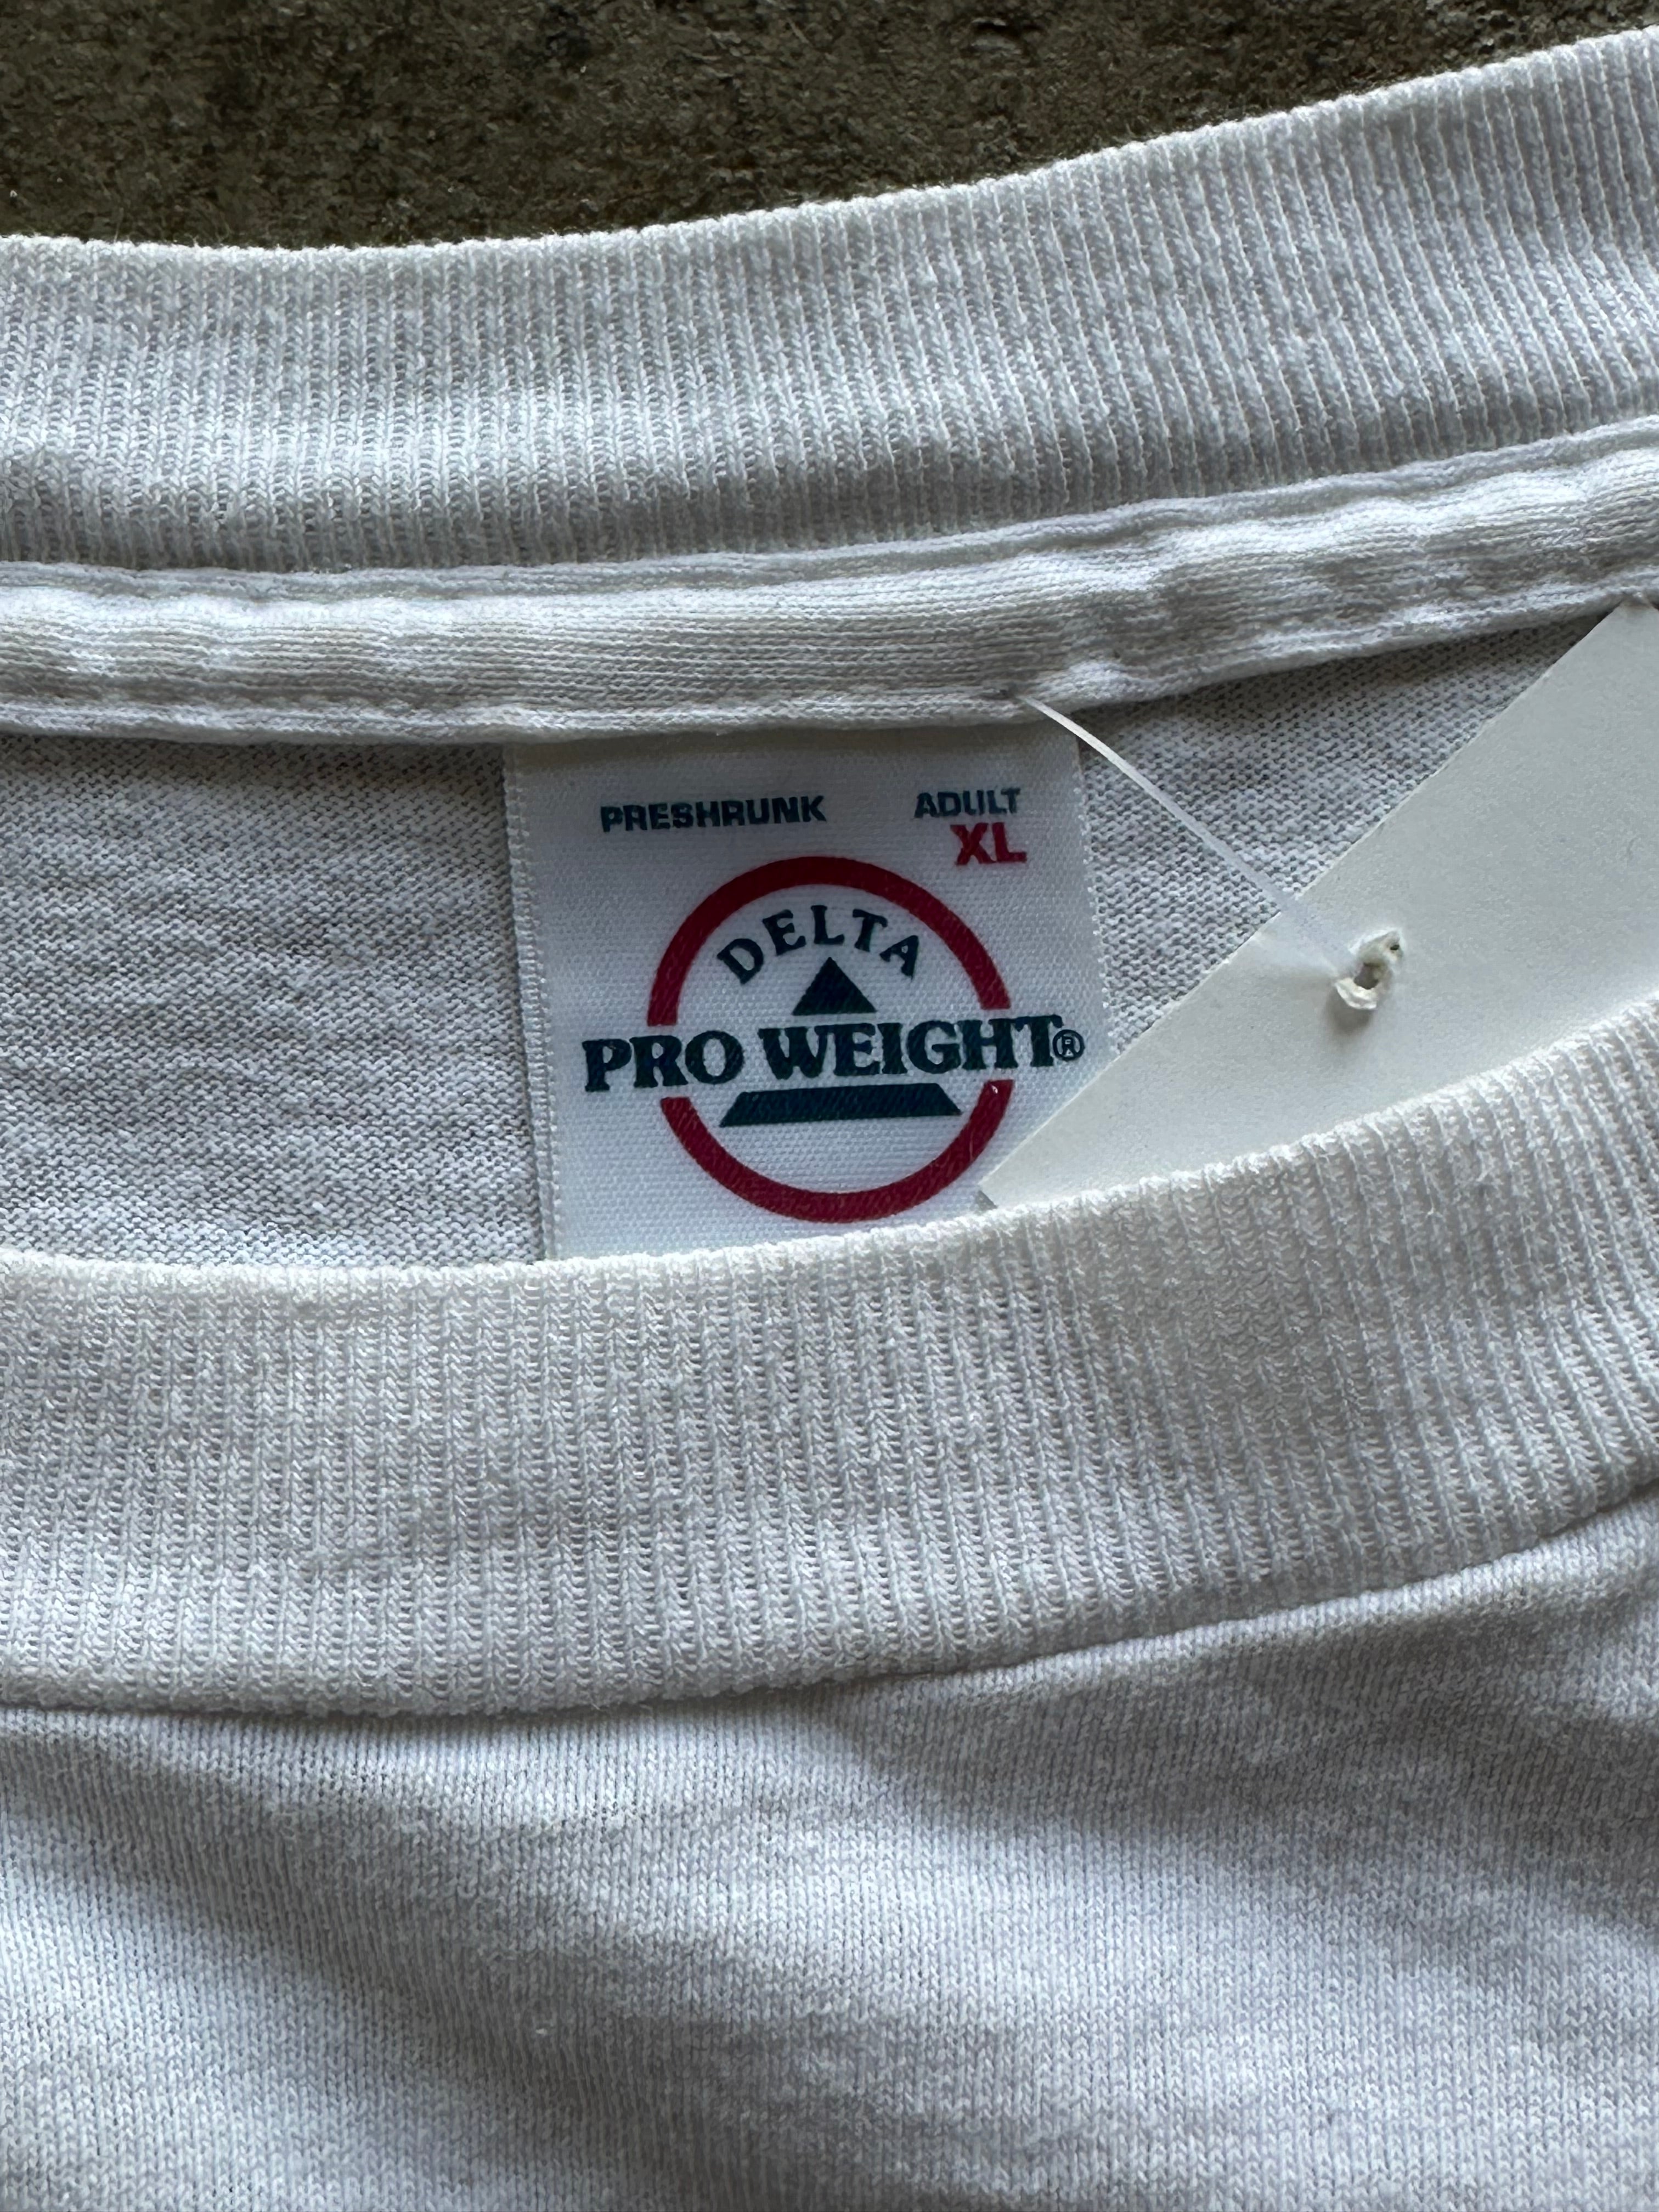 PRESHRUNK ADULT
XL
DELTA
PRO WEIGHT®